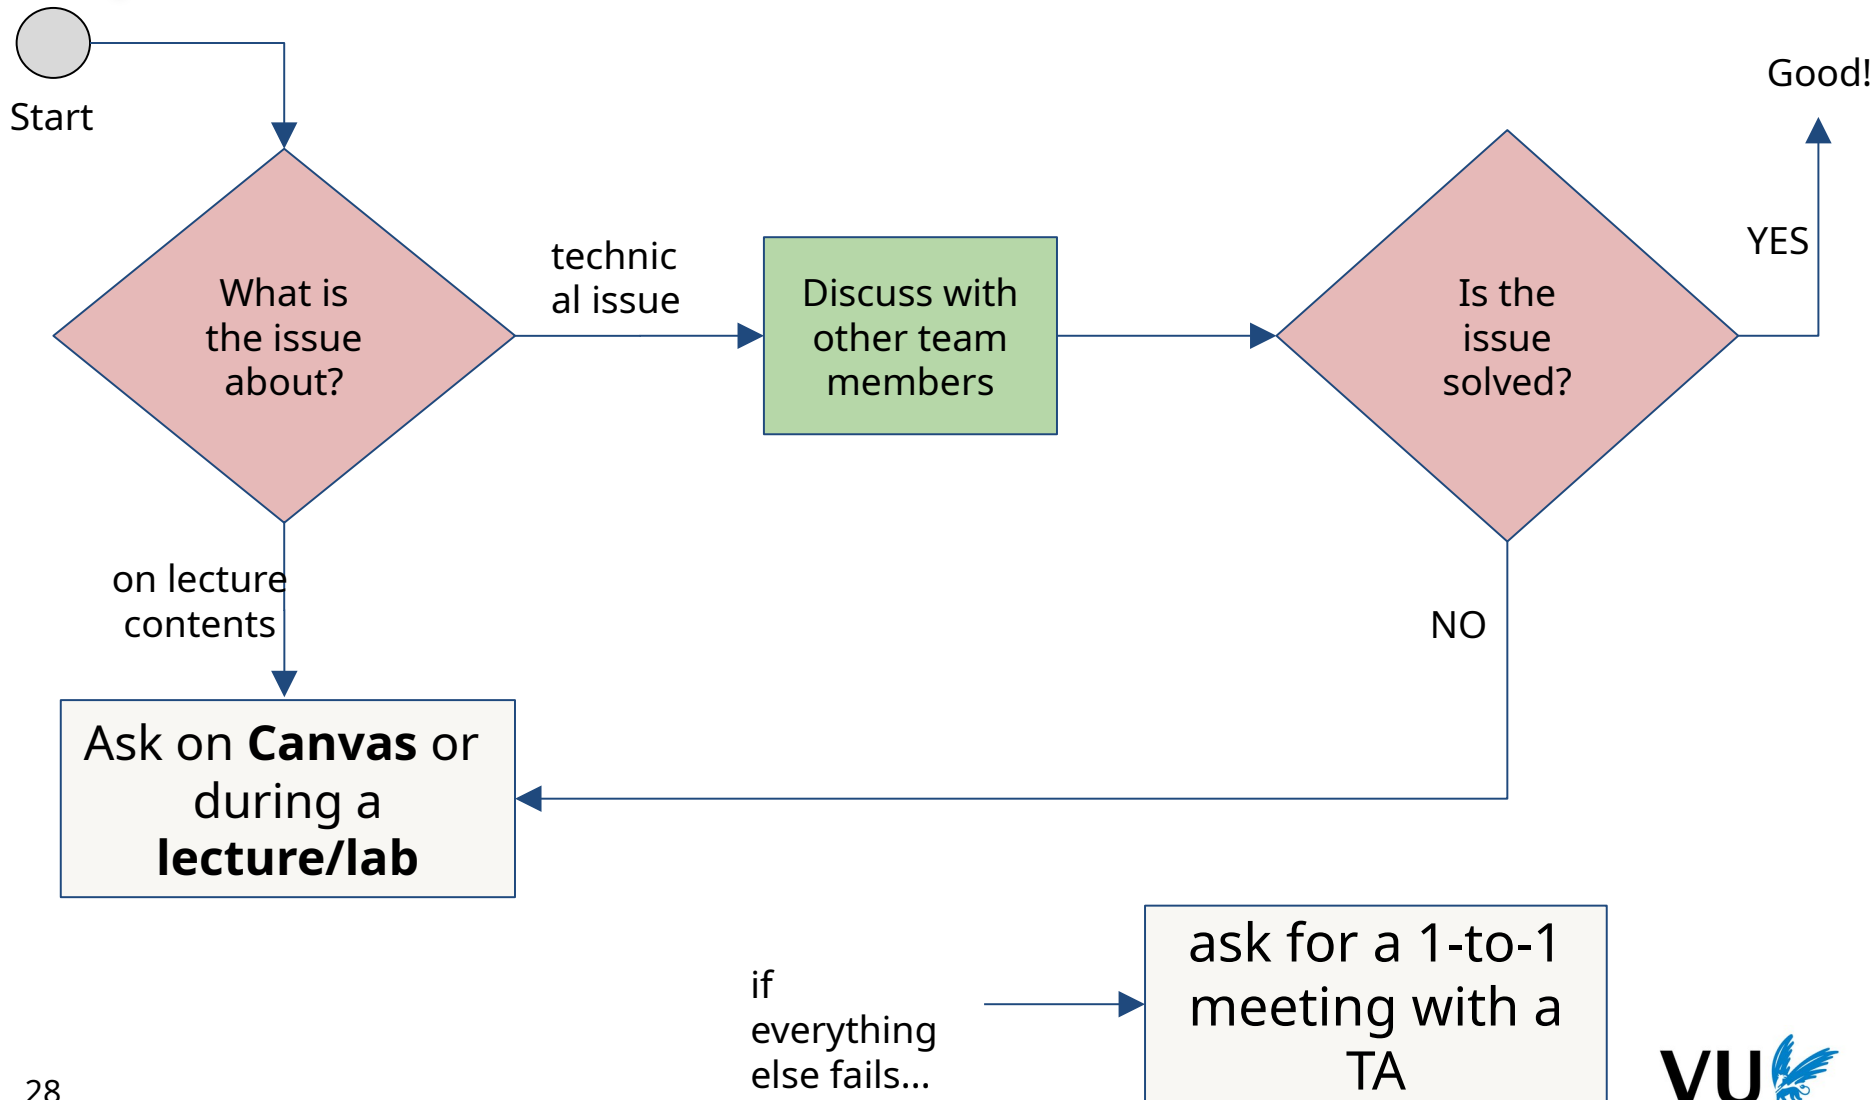 Start
Good!
What is
the issue
about?
technic
al issue
Discuss with
other team
members
Is the
issue
solved?
YES
on lecture
contents
NO
Ask on Canvas or
during a
lecture/lab
if
everything
else fails...
ask for a 1-to-1
meeting with a
TA
28
VU